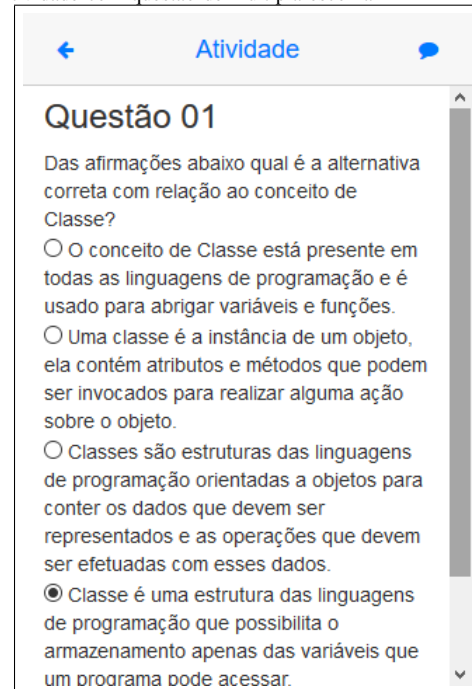 Atividade
Questão 01
Das afirmações abaixo qual é a alternativa
correta com relação ao conceito de
Classe?
O conceito de Classe está presente em
todas as linguagens de programação e é
usado para abrigar variáveis e funções.
Uma classe é a instância de um objeto,
ela contém atributos e métodos que podem
ser invocados para realizar alguma ação
sobre o objeto.
Classes são estruturas das linguagens
de programação orientadas a objetos para
conter os dados que devem ser
representados e as operações que devem
ser efetuadas com esses dados.
Classe é uma estrutura das linguagens
de programação que possibilita o
armazenamento apenas das variáveis que
um programa pode acessar.